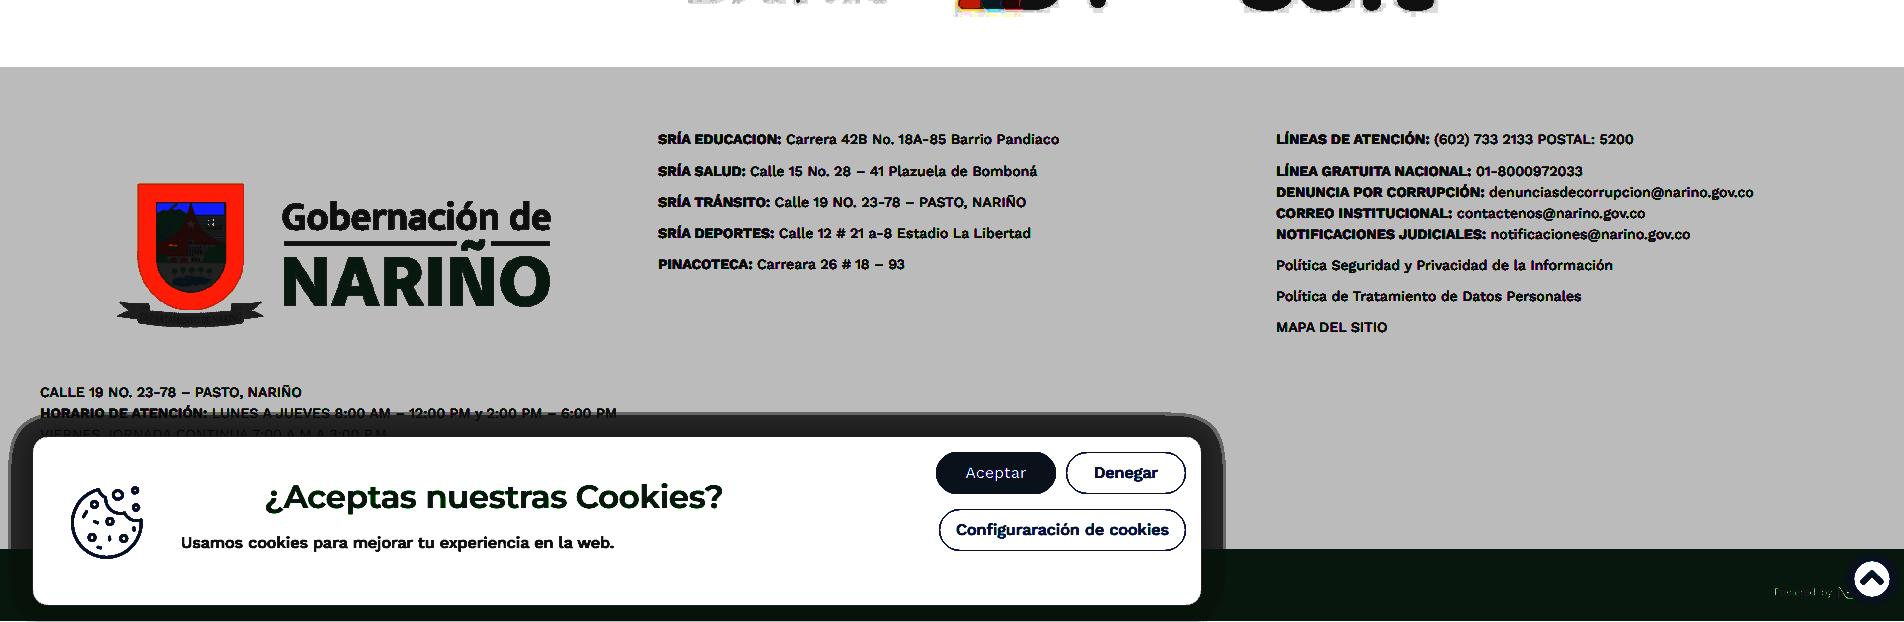 Gobernación de
NARIÑO
CALLE 19 NO. 23-78 – PASTO, NARIÑO
HORARIO DE ATENCIÓN: LUNES A JUEVES 8:00 AM – 12:00 PM y 2:00 PM – 6:00 PM
VIERNES JORNADA CONTINUA 7:00 A.M A 3:00 P.M
SRÍA EDUCACION: Carrera 42B No. 18A-85 Barrio Pandiaco
SRÍA SALUD: Calle 15 No. 28 – 41 Plazuela de Bomboná
SRÍA TRÁNSITO: Calle 19 NO. 23-78 – PASTO, NARIÑO
SRÍA DEPORTES: Calle 12 # 21 a-8 Estadio La Libertad
PINACOTECA: Carreara 26 # 18 – 93
LÍNEAS DE ATENCIÓN: (602) 733 2133 POSTAL: 5200
LÍNEA GRATUITA NACIONAL: 01-8000972033
DENUNCIA POR CORRUPCIÓN: denunciasdecorrupcion@narino.gov.co
CORREO INSTITUCIONAL: contactenos@narino.gov.co
NOTIFICACIONES JUDICIALES: notificaciones@narino.gov.co
Política Seguridad y Privacidad de la Información
Política de Tratamiento de Datos Personales
MAPA DEL SITIO
¿Aceptas nuestras Cookies?
Usamos cookies para mejorar tu experiencia en la web.
Aceptar
Denegar
Configuraración de cookies
Powered by